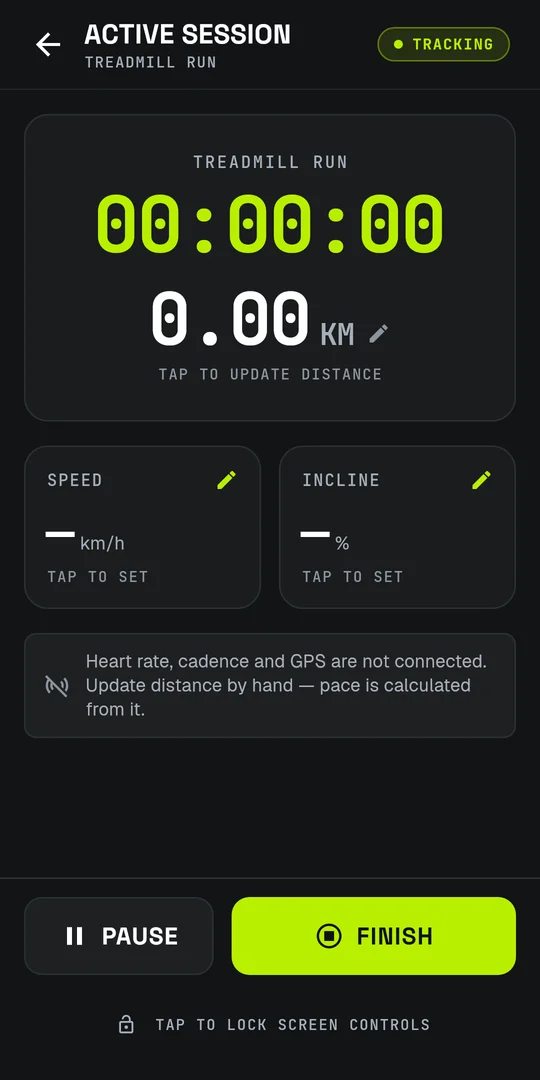 ACTIVE SESSION
TREADMILL RUN
TRACKING
TREADMILL RUN
00:00:00
0.00 KM
TAP TO UPDATE DISTANCE
SPEED
— km/h
TAP TO SET
INCLINE
— %
TAP TO SET
Heart rate, cadence and GPS are not connected.
Update distance by hand — pace is calculated
from it.
PAUSE
FINISH
TAP TO LOCK SCREEN CONTROLS